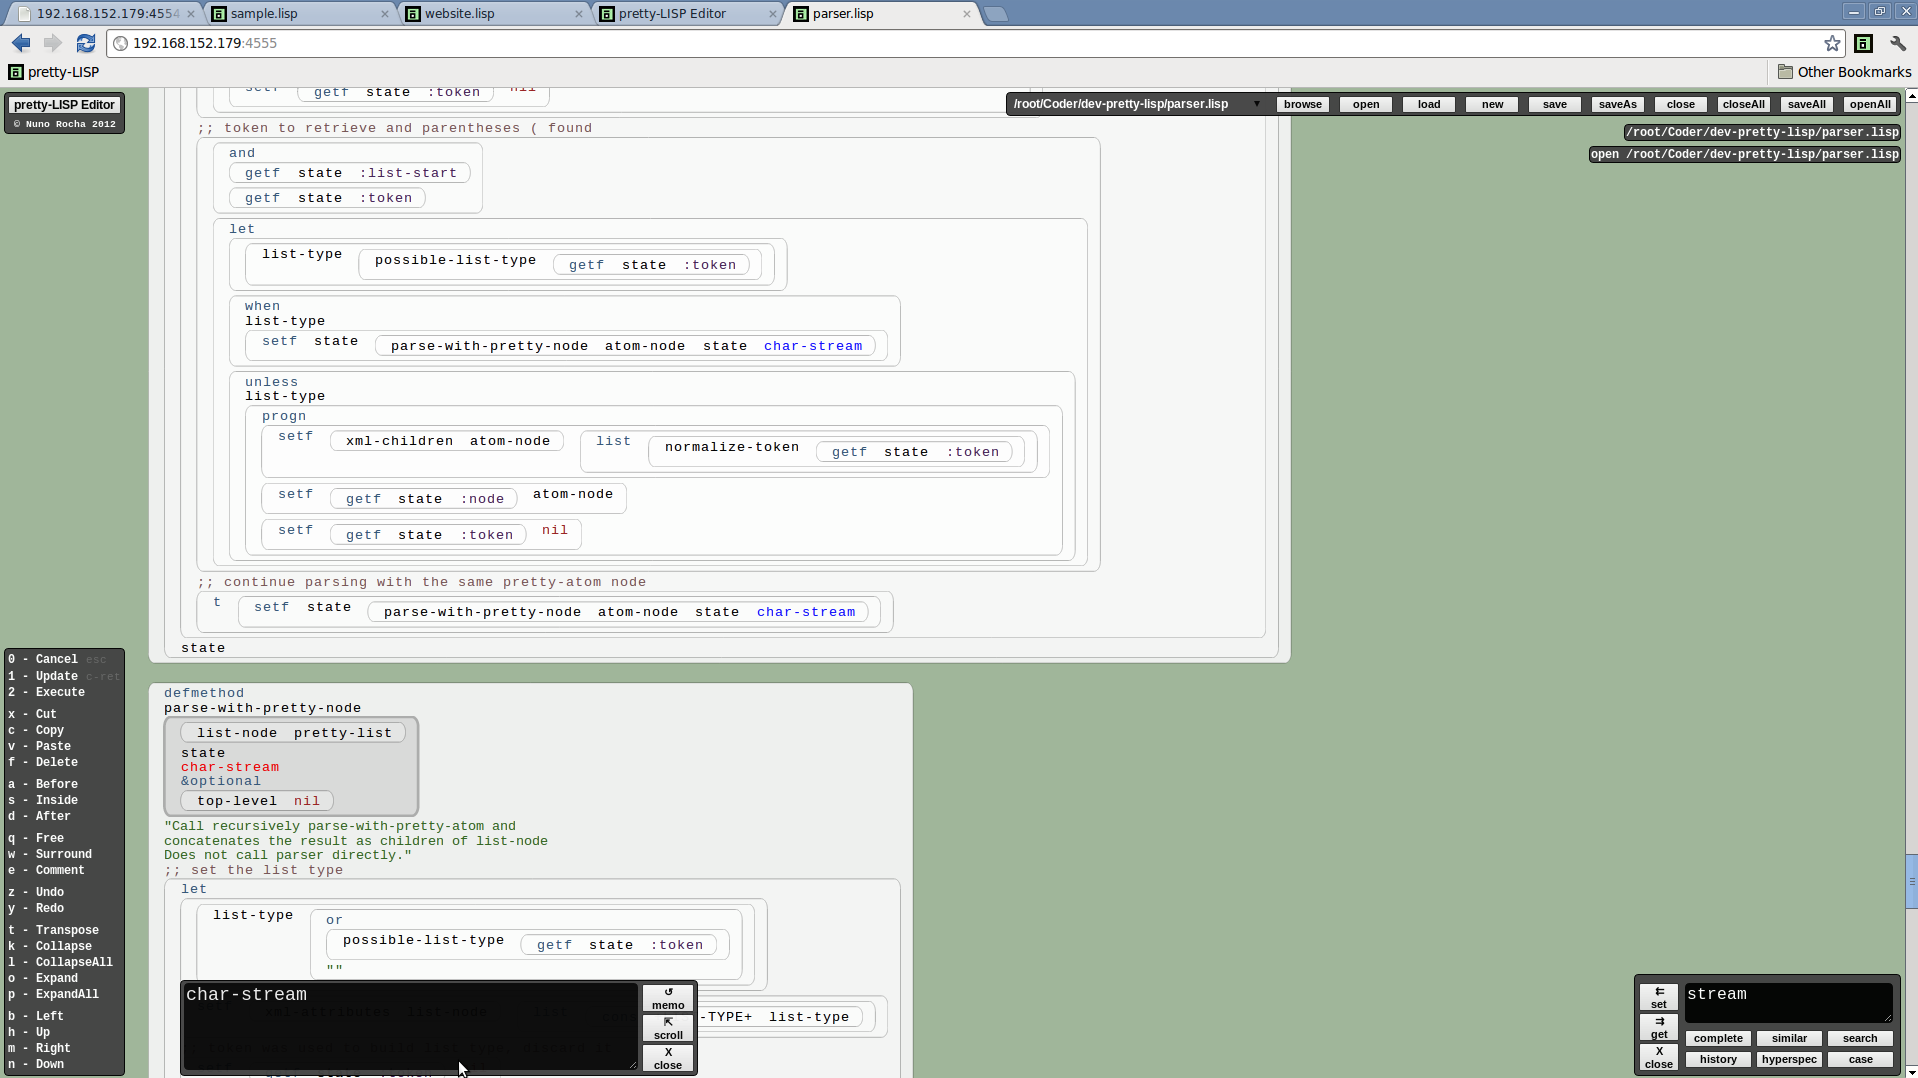 192.168.152.179:4554
sample.lisp
website.lisp
pretty-LISP Editor
parser.lisp
192.168.152.179:4555
pretty-LISP
Other Bookmarks
pretty-LISP Editor
© Nuno Rocha 2012
/root/Coder/dev-pretty-lisp/parser.lisp
browse open load new save saveAs close closeAll saveAll openAll
/root/Coder/dev-pretty-lisp/parser.lisp
open /root/Coder/dev-pretty-lisp/parser.lisp
setf getf state :token nil
;; token to retrieve and parentheses ( found
and
getf state :list-start
getf state :token
let
list-type possible-list-type getf state :token
when
list-type
setf state parse-with-pretty-node atom-node state char-stream
unless
list-type
progn
setf xml-children atom-node list normalize-token getf state :token
setf getf state :node atom-node
setf getf state :token nil
;; continue parsing with the same pretty-atom node
t setf state parse-with-pretty-node atom-node state char-stream
state
defmethod
parse-with-pretty-node
list-node pretty-list
state
char-stream
&optional
top-level nil
"Call recursively parse-with-pretty-atom and
concatenates the result as children of list-node
Does not call parser directly."
;; set the list type
let
list-type or
possible-list-type getf state :token
""
-TYPE+ list-type
0 - Cancel esc
1 - Update c-ret
2 - Execute
x - Cut
c - Copy
v - Paste
f - Delete
a - Before
s - Inside
d - After
q - Free
w - Surround
e - Comment
z - Undo
y - Redo
t - Transpose
k - Collapse
l - CollapseAll
o - Expand
p - ExpandAll
b - Left
h - Up
m - Right
n - Down
char-stream
memo
scroll
X
close
set
get
X
close
stream
complete similar search
history hyperspec case